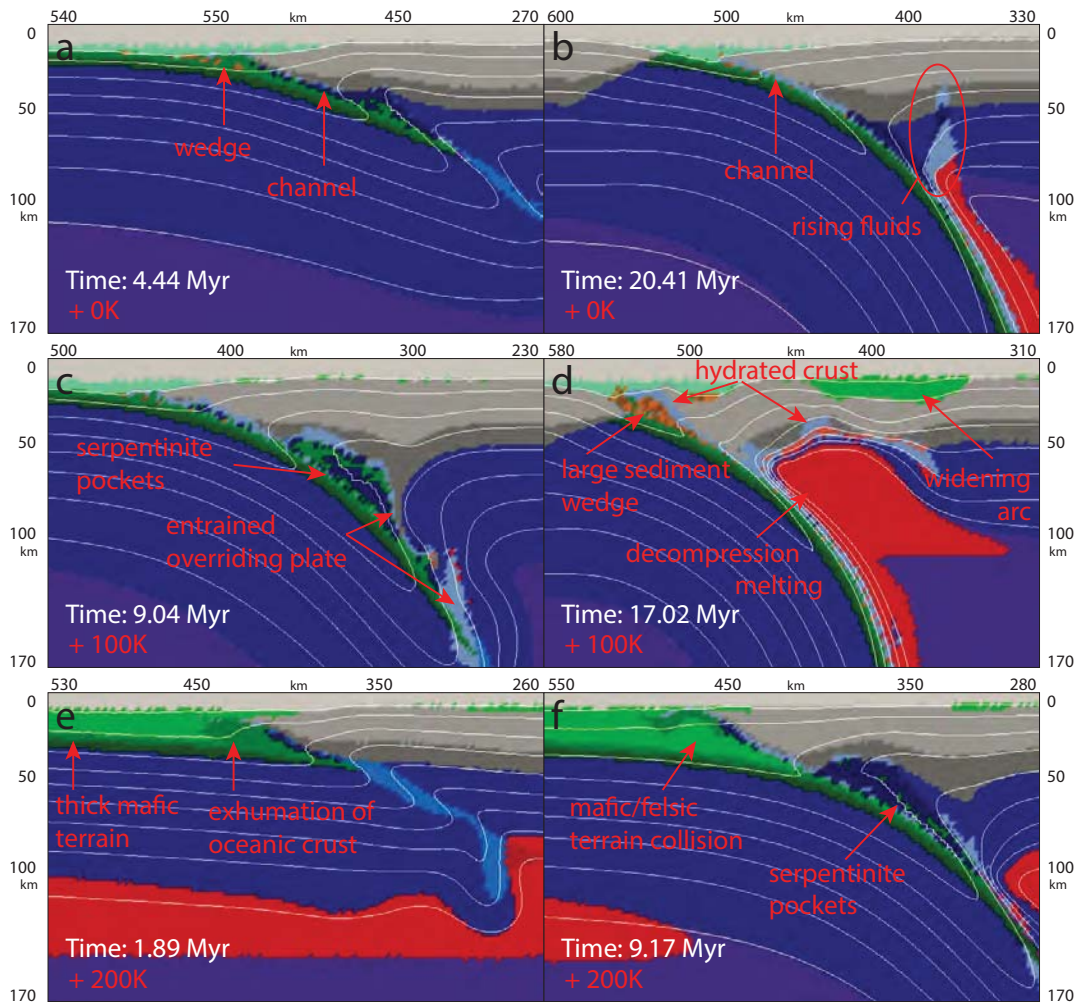 540 550 km 450 270
600 500 km 400 330
0
50
100
km
170
a
wedge
channel
Time: 4.44 Myr
+ 0K
b
channel
rising fluids
Time: 20.41 Myr
+ 0K
0
50
100
km
170
500 400 km 300 230
580 500 km 400 310
0
50
100
km
170
c
serpentinite
pockets
entrained
overriding plate
Time: 9.04 Myr
+ 100K
d
hydrated crust
large sediment
wedge
widening
arc
decompression
melting
Time: 17.02 Myr
+ 100K
0
50
100
km
170
530 450 km 350 260
550 450 km 350 280
0
50
100
km
170
e
thick mafic
terrain
exhumation of
oceanic crust
Time: 1.89 Myr
+ 200K
f
mafic/felsic
terrain collision
serpentinite
pockets
Time: 9.17 Myr
+ 200K
0
50
100
km
170